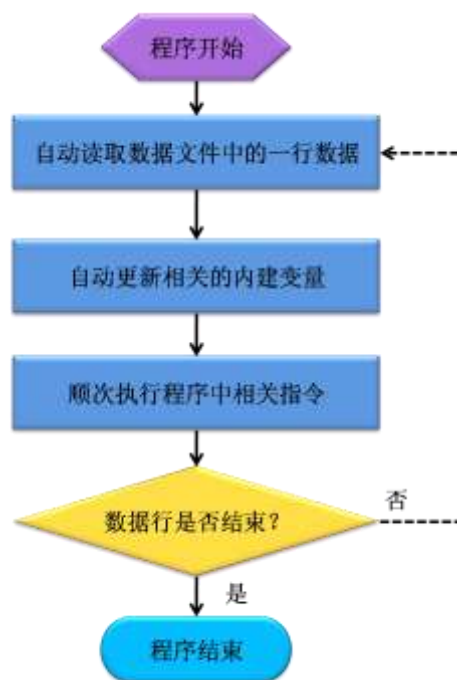 程序开始
自动读取数据文件中的一行数据
自动更新相关的内建变量
顺次执行程序中相关指令
数据行是否结束？
否
是
程序结束